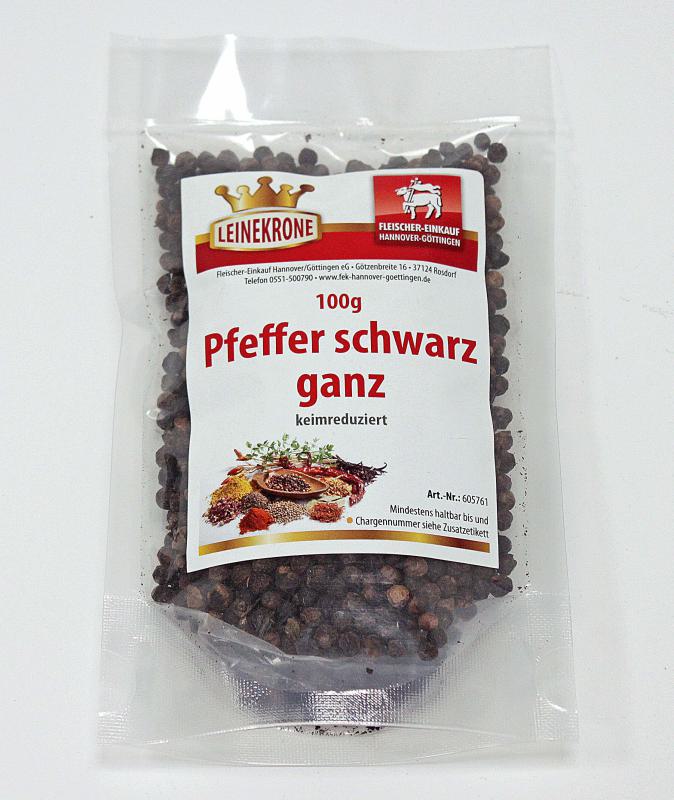 LEINEKRONE
FLEISCHER-EINKAUF
HANNOVER-GÖTTINGEN
Fleischer-Einkauf Hannover/Göttingen eG • Götzenbreite 16 • 37124 Rosdorf
Telefon 0551-500790 • www.fek-hannover-goettingen.de
100g
Pfeffer schwarz
ganz
keimreduziert
Art.-Nr.: 605761
Mindestens haltbar bis und
Chargennummer siehe Zusatzetikett